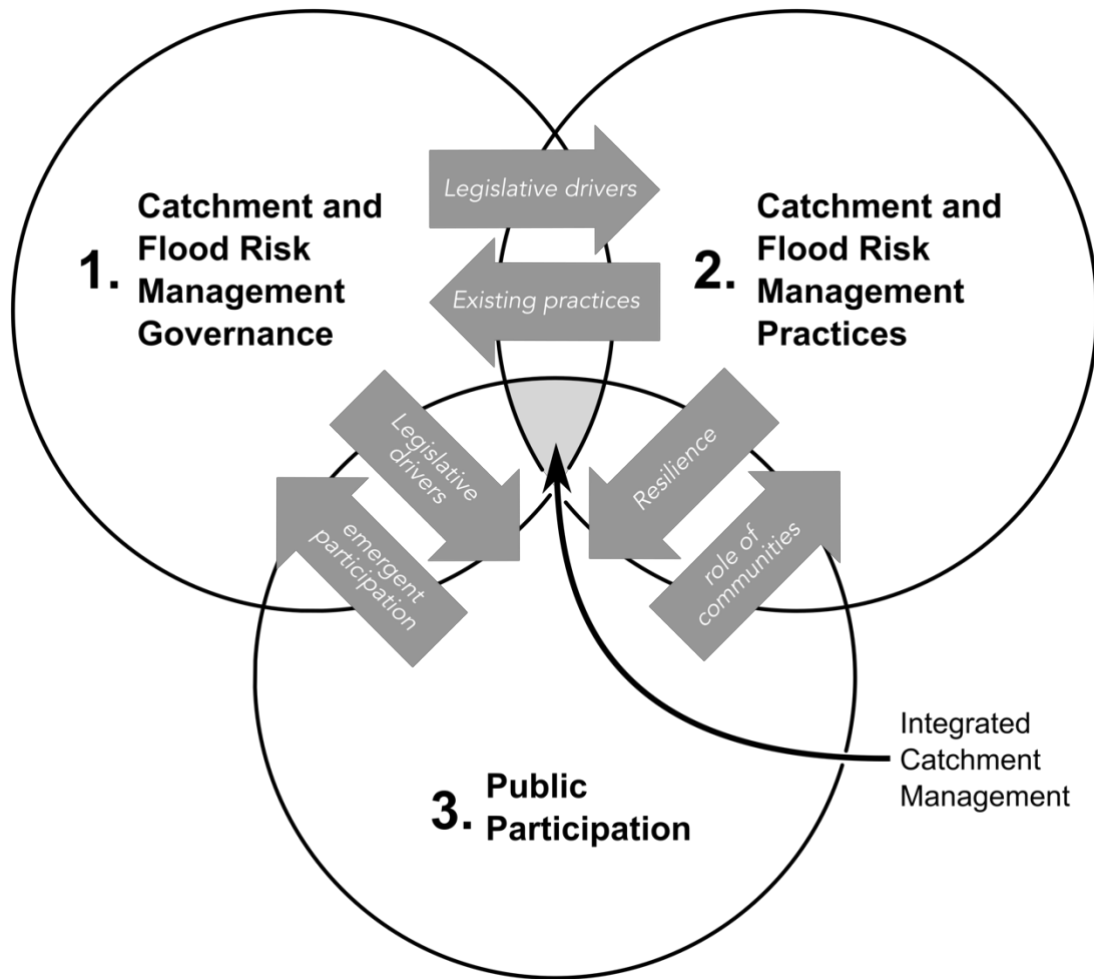 Legislative drivers
Existing practices
1.
Catchment and
Flood Risk
Management
Governance
2.
Catchment and
Flood Risk
Management
Practices
Legislative
drivers
emergent
participation
Resilience
role of
communities
3.
Public
Participation
Integrated
Catchment
Management